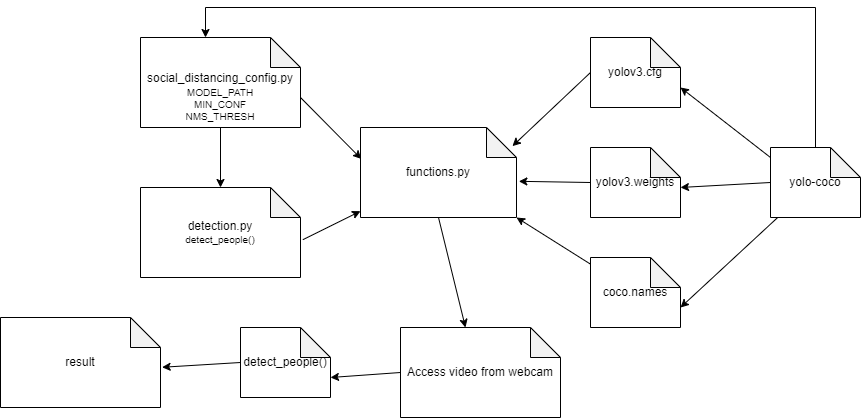 social_distancing_config.py
MODEL_PATH
MIN_CONF
NMS_THRESH
yolov3.cfg
functions.py
yolov3.weights
yolo-coco
detection.py
detect_people()
coco.names
result
detect_people()
Access video from webcam